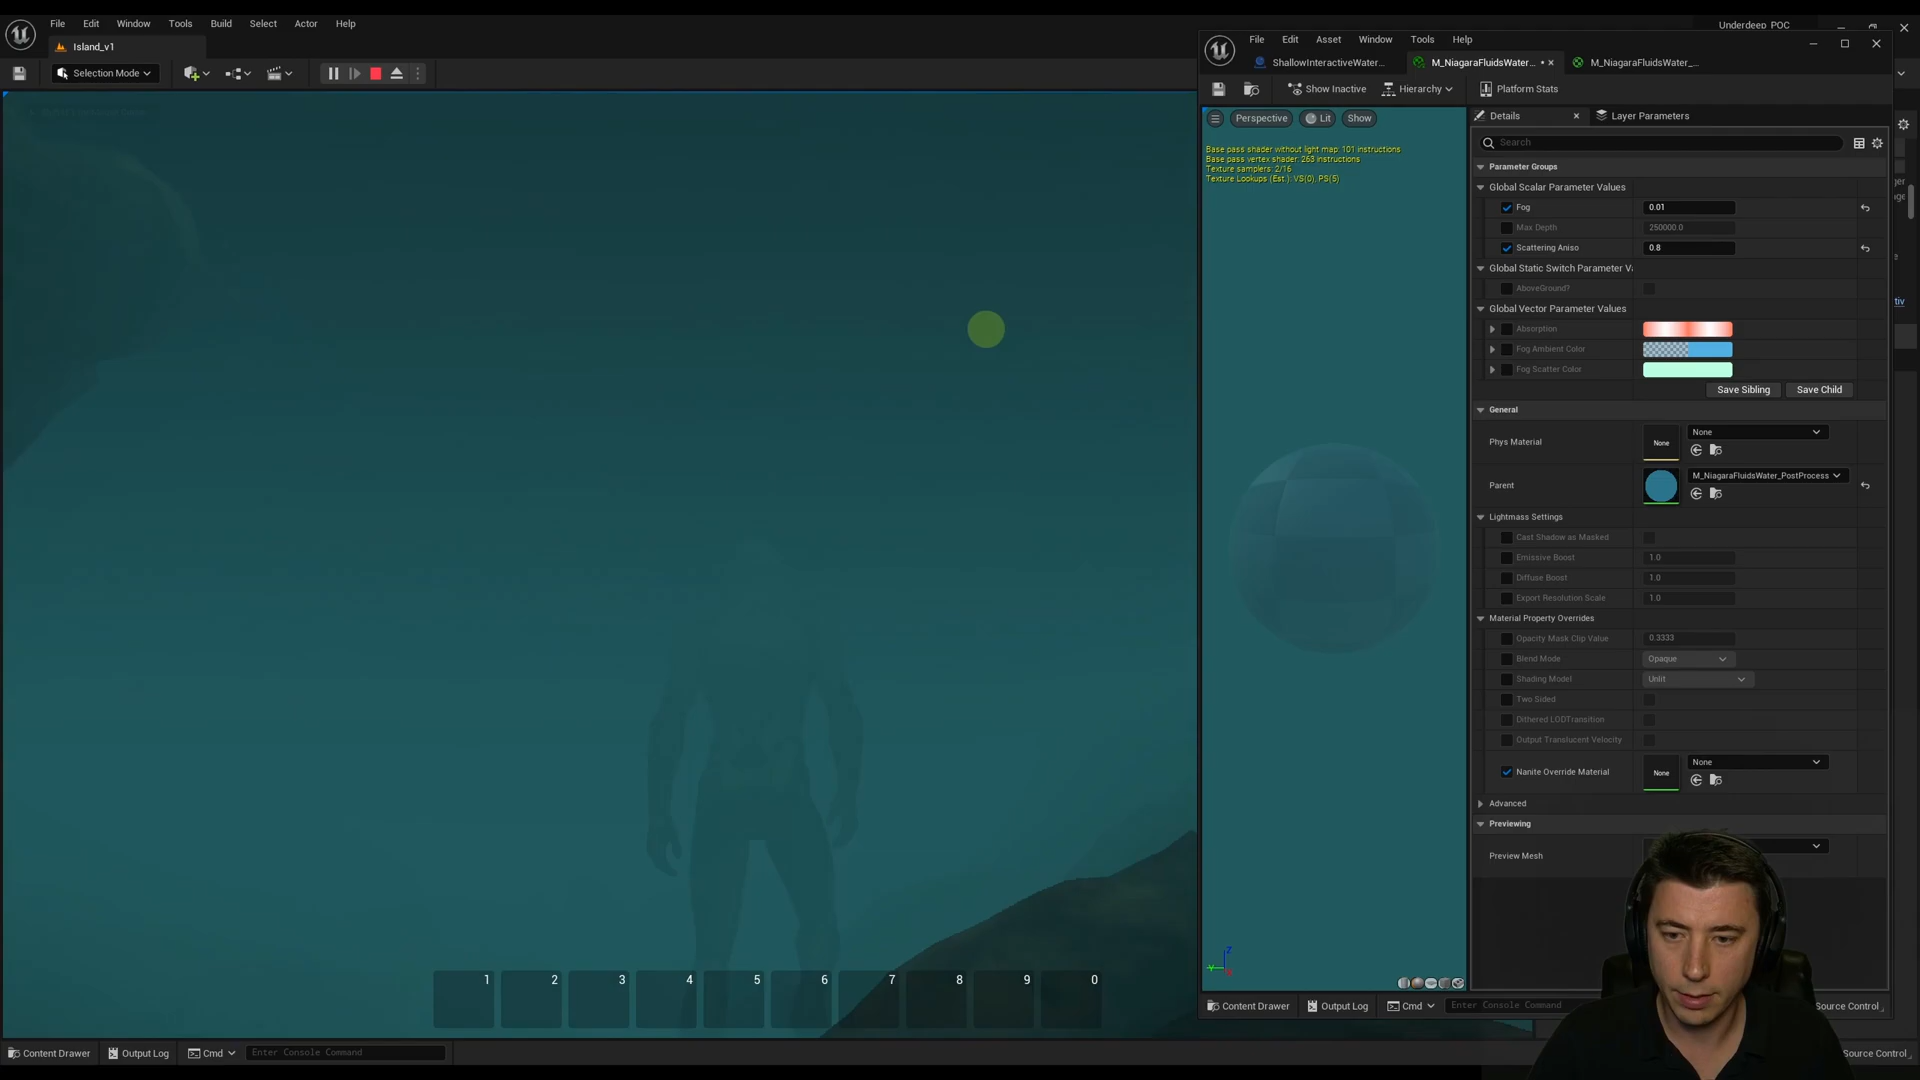 File Edit Window Tools Build Select Actor Help
Underdeep POC
Island_v1
Selection Mode
File Edit Asset Window Tools Help
ShallowInteractiveWater...
M_NiagaraFluidsWater...
M_NiagaraFluidsWater_...
Show Inactive
Hierarchy
Platform Stats
Perspective
Lit
Show
Details
Layer Parameters
Base pass shader without light map: 101 instructions
Base pass vertex shader: 263 instructions
Texture samplers: 2/16
Texture Lookups (Est.): VS(0), PS(5)
Search
Parameter Groups
Global Scalar Parameter Values
Fog 0.01
Max Depth 250000.0
Scattering Aniso 0.8
Global Static Switch Parameter Va
AboveGround?
Global Vector Parameter Values
Absorption
Fog Ambient Color
Fog Scatter Color
Save Sibling
Save Child
General
Phys Material
None
None
Parent
M_NiagaraFluidsWater_PostProcess
Lightmass Settings
Cast Shadow as Masked
Emissive Boost 1.0
Diffuse Boost 1.0
Export Resolution Scale 1.0
Material Property Overrides
Opacity Mask Clip Value 0.3333
Blend Mode Opaque
Shading Model Unlit
Two Sided
Dithered LODTransition
Output Translucent Velocity
Nanite Override Material
None
None
Advanced
Previewing
Preview Mesh
tiv
Z
Y
1 2 3 4 5 6 7 8 9 0
Content Drawer
Output Log
Cmd
Enter Console Command
Source Control
Content Drawer
Output Log
Cmd
Enter Console Command
Source Control